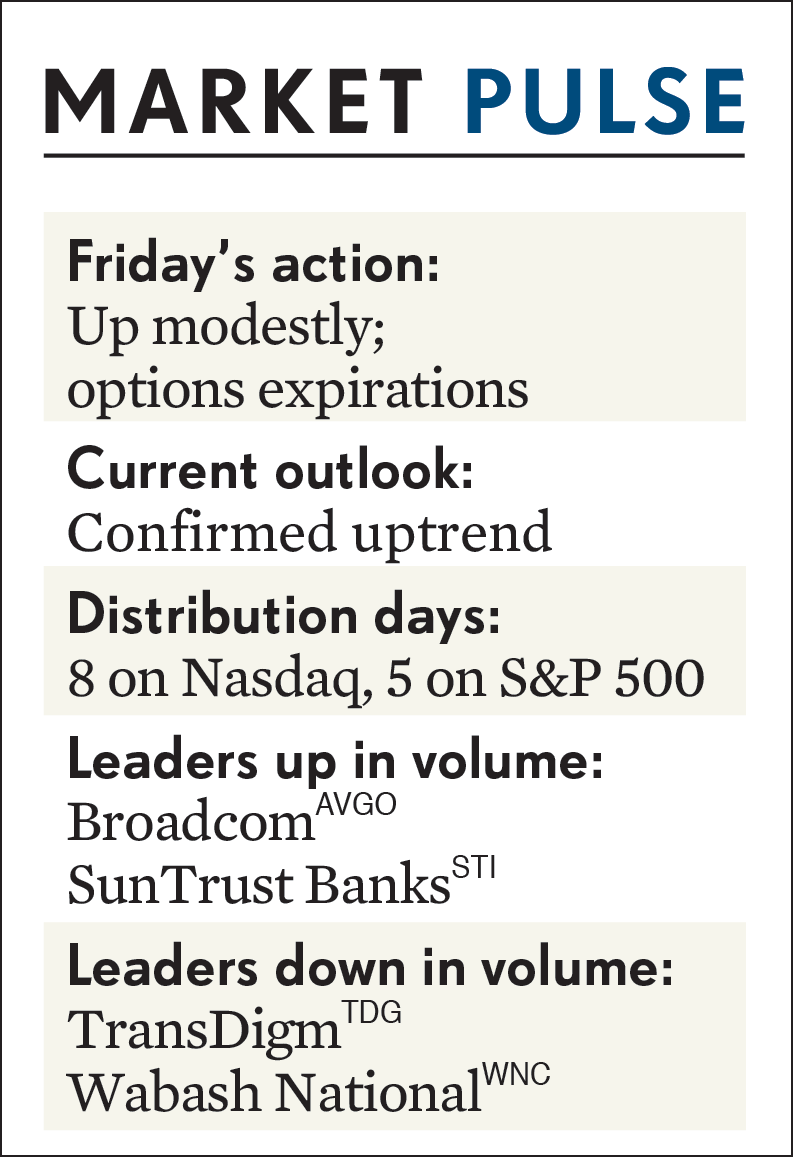 MARKET PULSE
Friday’s action:
Up modestly;
options expirations
Current outlook:
Confirmed uptrend
Distribution days:
8 on Nasdaq, 5 on S&P 500
Leaders up in volume:
Broadcom AVGO
SunTrust Banks STI
Leaders down in volume:
TransDigm TDG
Wabash National WNC